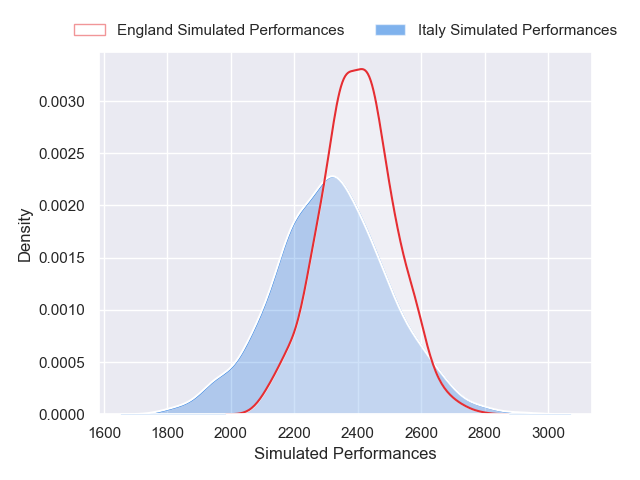 England Simulated Performances Italy Simulated Performances
0.0030
0.0025
0.0020
0.0015
0.0010
0.0005
0.0000
Density
1600 1800 2000 2200 2400 2600 2800 3000
Simulated Performances